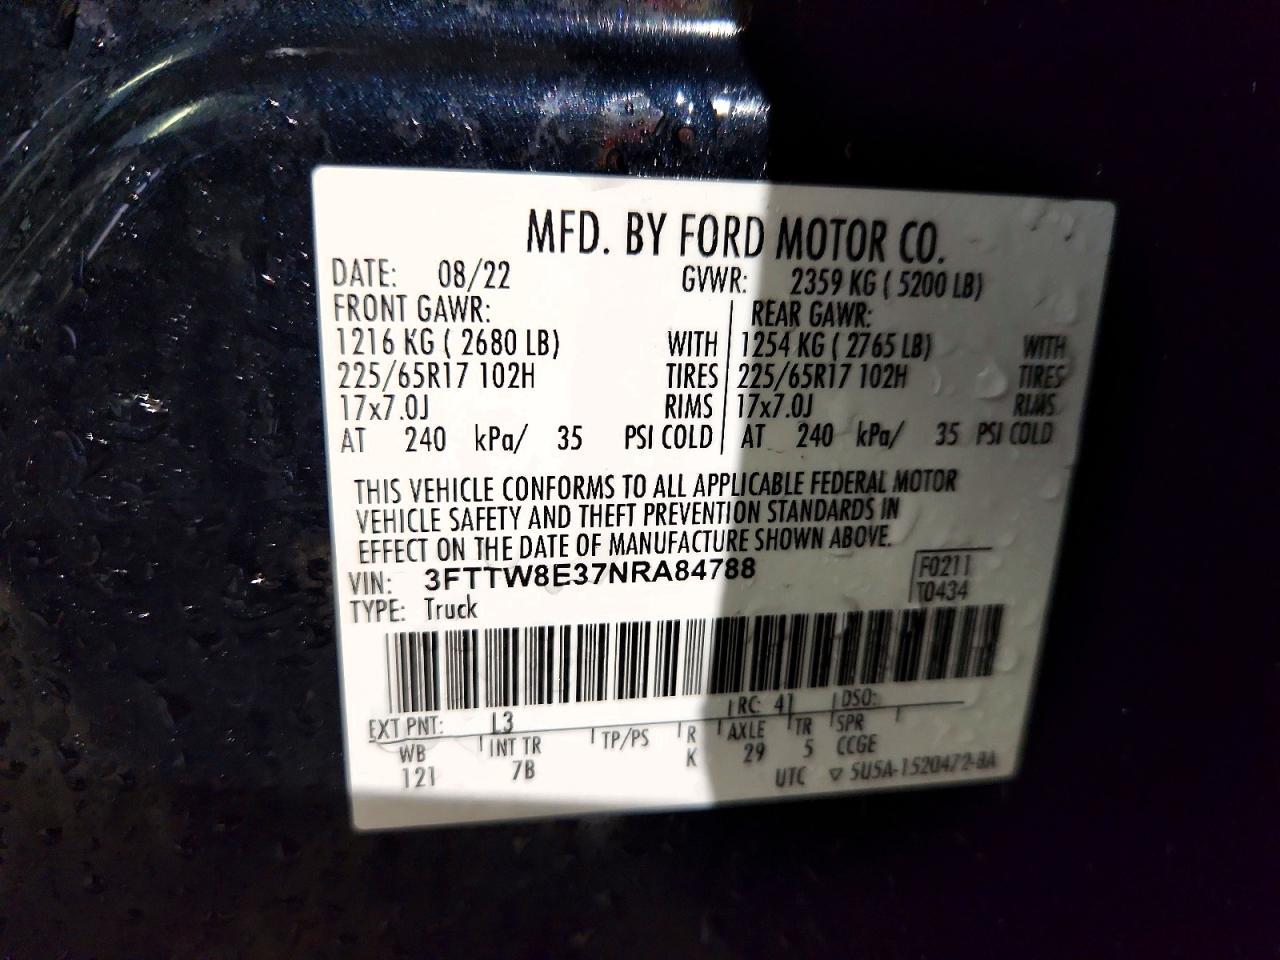 MFD. BY FORD MOTOR CO.
DATE: 08/22 GVWR: 2359 KG ( 5200 LB)
FRONT GAWR: REAR GAWR:
1216 KG ( 2680 LB) WITH 1254 KG ( 2765 LB) WITH
225/65R17 102H TIRES 225/65R17 102H TIRES
17x7.0J RIMS 17x7.0J RIMS
AT 240 kPa/ 35 PSI COLD AT 240 kPa/ 35 PSI COLD
THIS VEHICLE CONFORMS TO ALL APPLICABLE FEDERAL MOTOR
VEHICLE SAFETY AND THEFT PREVENTION STANDARDS IN
EFFECT ON THE DATE OF MANUFACTURE SHOWN ABOVE.
VIN: 3FTTW8E37NRA84788 F0211
TYPE: Truck T0434
EXT PNT: L3 RC: 41 DSO:
WB INT TR TP/PS R AXLE TR SPR
121 7B K 29 5 CCGE
UTC ▽ 5U5A-1520472-BA